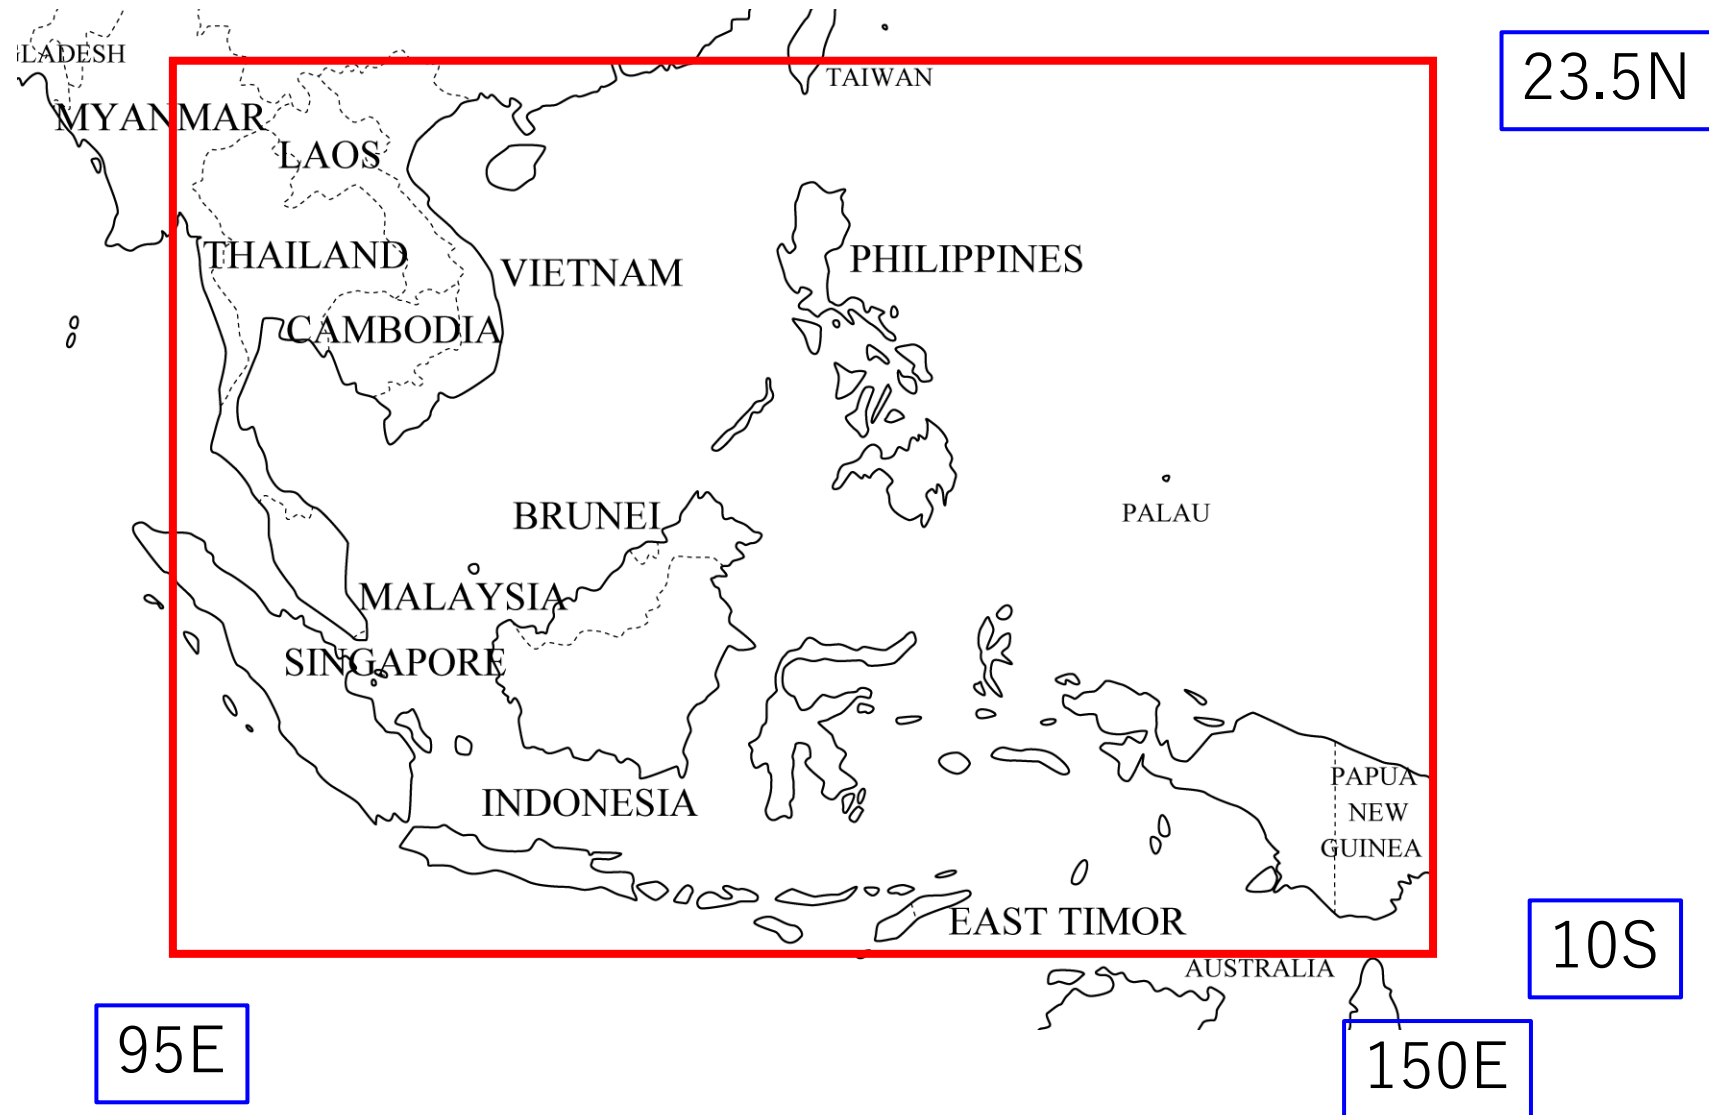 LADESH
23.5N
TAIWAN
MYANMAR
LAOS
THAILAND
VIETNAM
PHILIPPINES
CAMBODIA
BRUNEI
PALAU
MALAYSIA
SINGAPORE
INDONESIA
PAPUA
NEW
GUINEA
EAST TIMOR
10S
AUSTRALIA
95E
150E